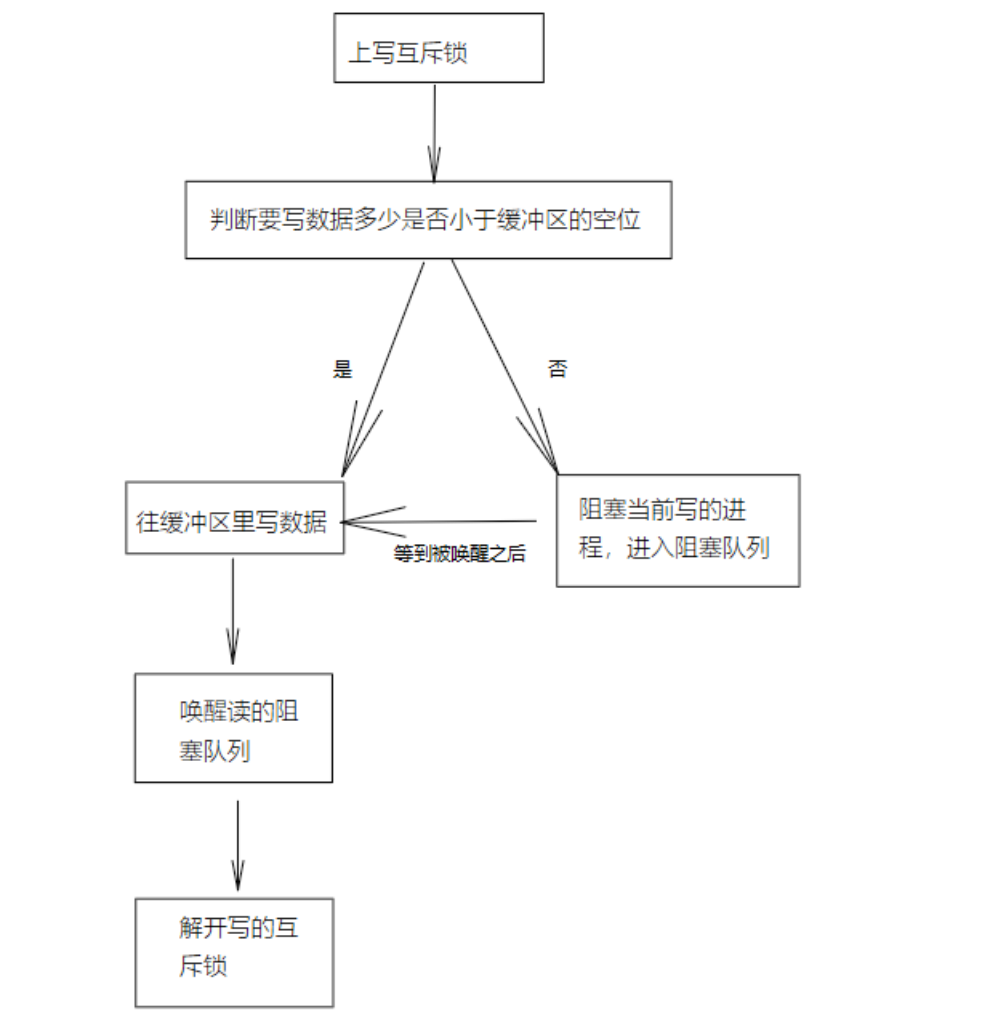 上写互斥锁
判断要写数据多少是否小于缓冲区的空位
是
否
往缓冲区里写数据
等到被唤醒之后
阻塞当前写的进
程，进入阻塞队列
唤醒读的阻
塞队列
解开写的互
斥锁